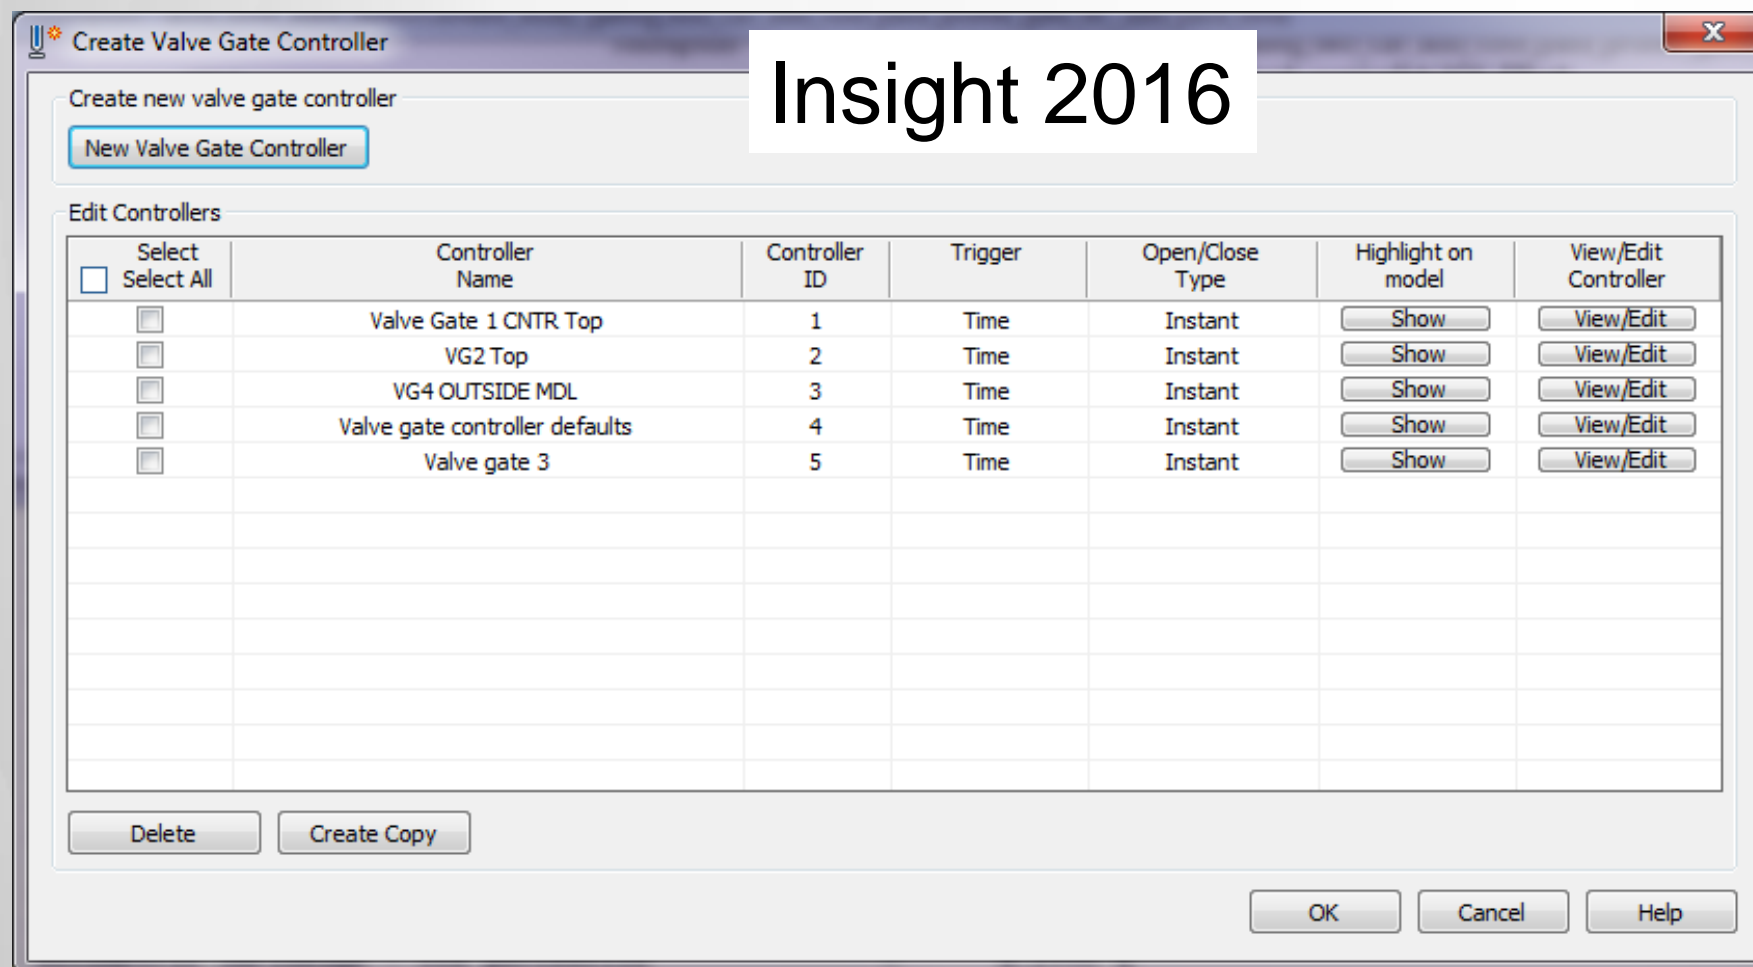 Create Valve Gate Controller
Insight 2016
Create new valve gate controller
New Valve Gate Controller
Edit Controllers
Select Controller Controller Trigger Open/Close Highlight on View/Edit
Select All Name ID Type model Controller
Valve Gate 1 CNTR Top 1 Time Instant Show View/Edit
VG2 Top 2 Time Instant Show View/Edit
VG4 OUTSIDE MDL 3 Time Instant Show View/Edit
Valve gate controller defaults 4 Time Instant Show View/Edit
Valve gate 3 5 Time Instant Show View/Edit
Delete Create Copy
OK Cancel Help